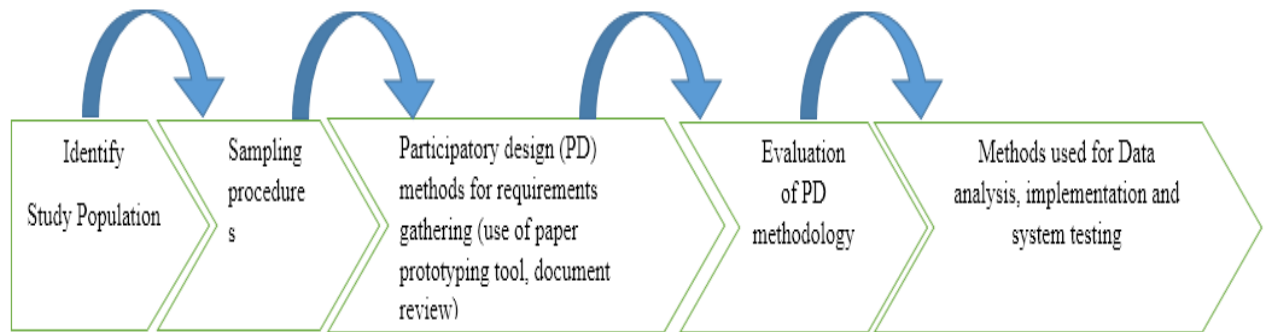 Identify
Study Population
Sampling
procedure
s
Participatory design (PD)
methods for requirements
gathering (use of paper
prototyping tool, document
review)
Evaluation
of PD
methodology
Methods used for Data
analysis, implementation and
system testing